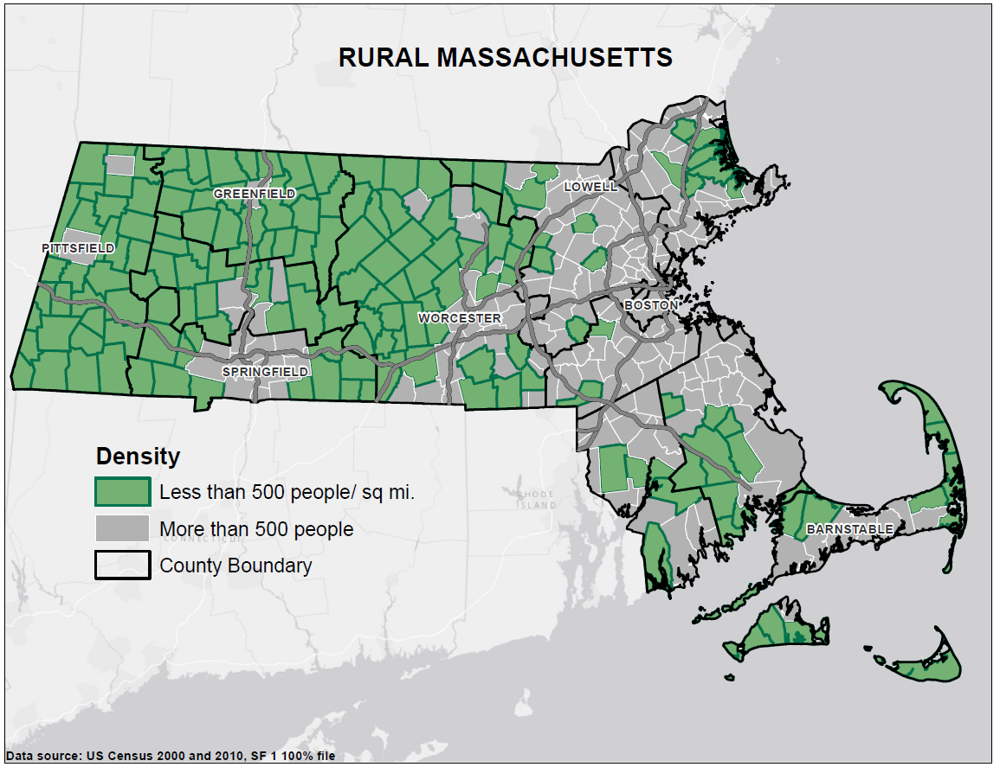 RURAL MASSACHUSETTS
LOWELL
GREENFIELD
PITTSFIELD
BOSTON
WORCESTER
SPRINGFIELD
Density
Less than 500 people/ sq mi.
RHODE
ISLAND
More than 500 people
BARNSTABLE
CONNECTICUT
County Boundary
Data source: US Census 2000 and 2010, SF 1 100% file